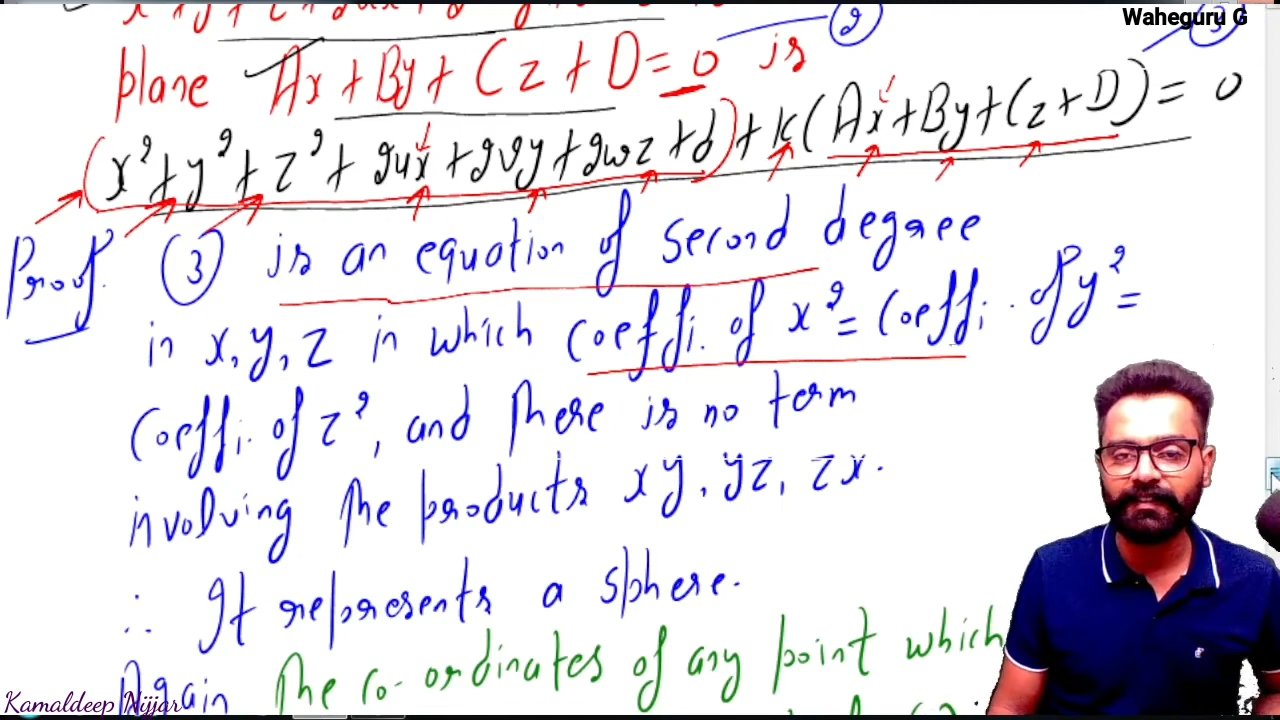 Waheguru G
plane Ax + By + Cz + D = 0 is ②
(x² + y² + z² + 2ux + 2vy + 2wz + d) + k(Ax + By + Cz + D) = 0
Proof. ③ is an equation of second degree
in x, y, z in which coeffi. of x² = coeffi. of y² =
coeffi. of z², and there is no term
involving the products xy, yz, zx.
∴ It represents a sphere.
Again the co-ordinates of any point which
Kamaldeep Nijjar